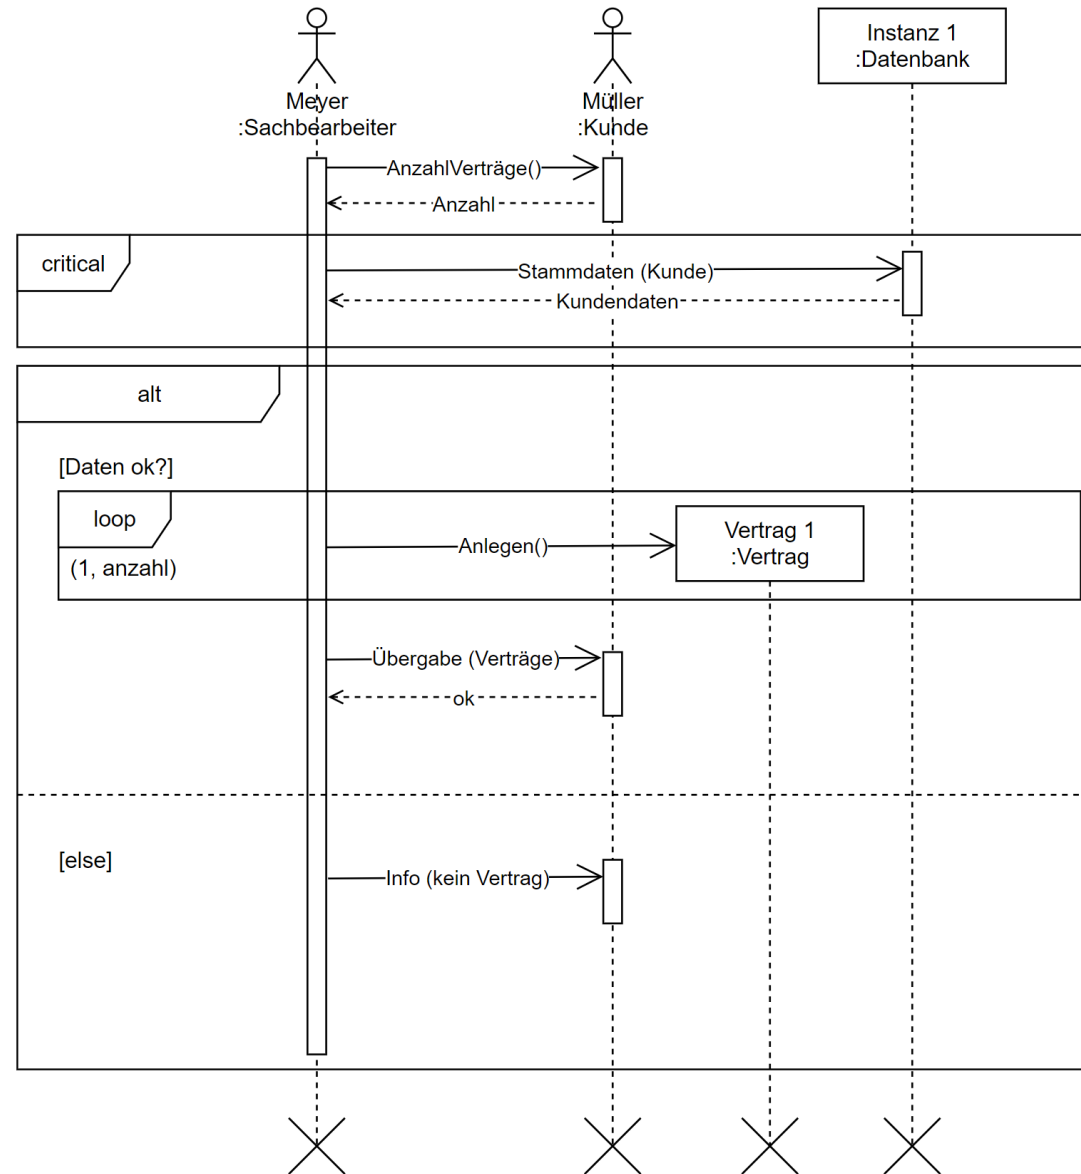 Meyer
:Sachbearbeiter
Müller
:Kunde
Instanz 1
:Datenbank
AnzahlVerträge()
Anzahl
critical
Stammdaten (Kunde)
Kundendaten
alt
[Daten ok?]
loop
(1, anzahl)
Anlegen()
Vertrag 1
:Vertrag
Übergabe (Verträge)
ok
[else]
Info (kein Vertrag)